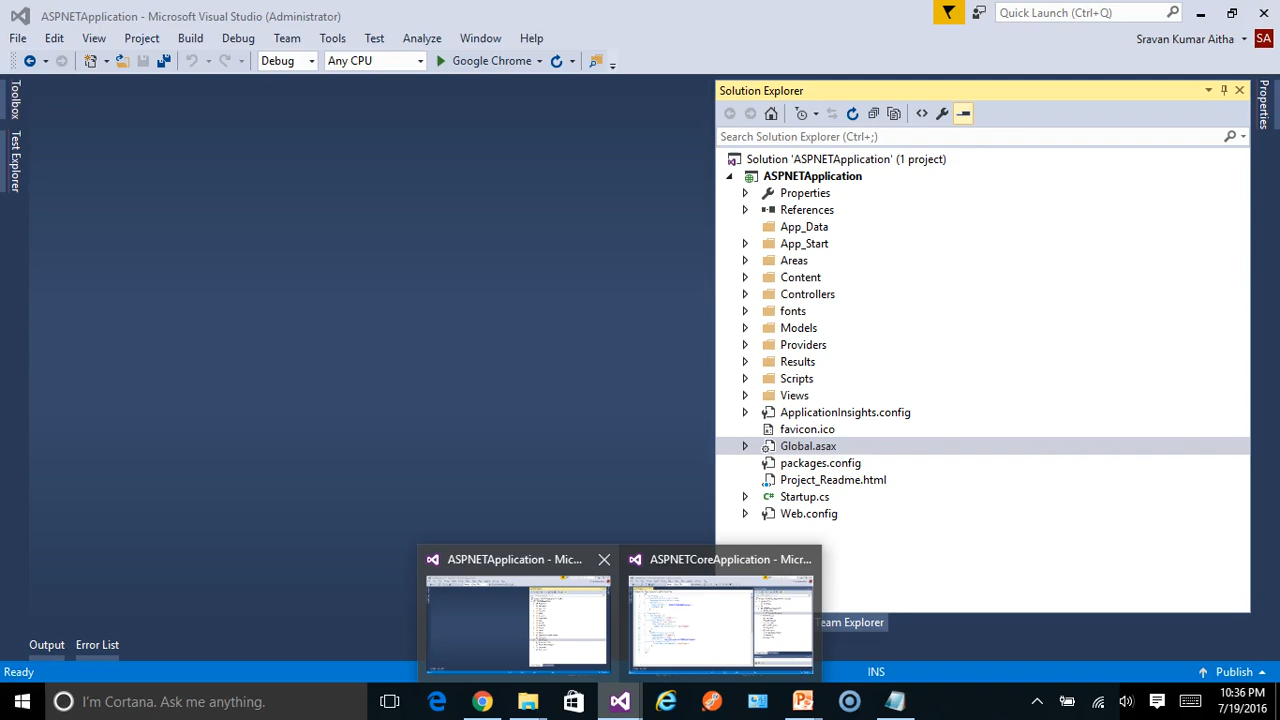 ASPNETApplication - Microsoft Visual Studio (Administrator)
Quick Launch (Ctrl+Q)
File Edit View Project Build Debug Team Tools Test Analyze Window Help
Sravan Kumar Aitha SA
Debug Any CPU Google Chrome
Toolbox
Test Explorer
Properties
Solution Explorer
Search Solution Explorer (Ctrl+;)
Solution 'ASPNETApplication' (1 project)
ASPNETApplication
Properties
References
App_Data
App_Start
Areas
Content
Controllers
fonts
Models
Providers
Results
Scripts
Views
ApplicationInsights.config
favicon.ico
Global.asax
packages.config
Project_Readme.html
Startup.cs
Web.config
ASPNETApplication - Mic...
ASPNETCoreApplication - Micr...
Team Explorer
Output Error List
Ready
INS
Publish
I'm Cortana. Ask me anything.
10:36 PM
7/19/2016